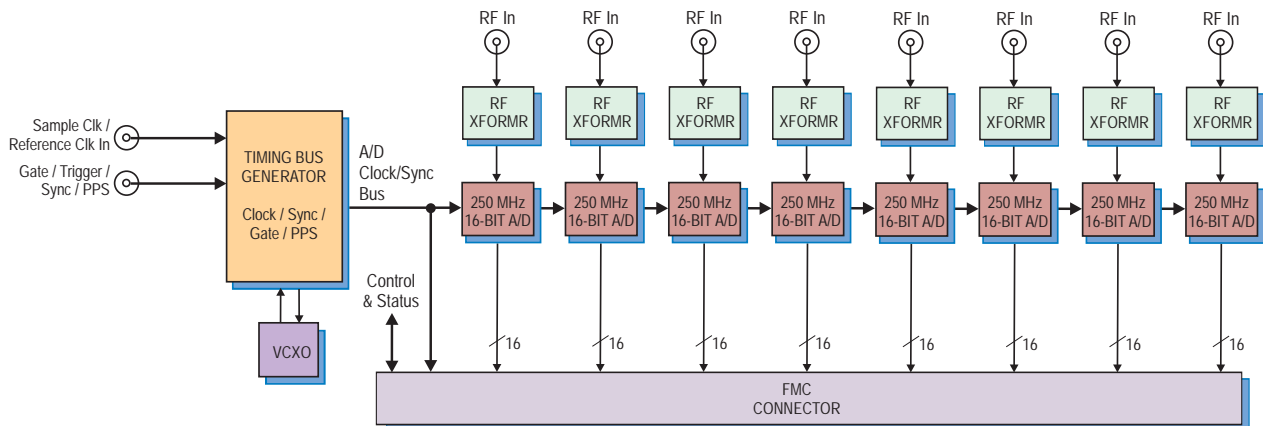 RF In RF In RF In RF In RF In RF In RF In RF In
RF RF RF RF RF RF RF RF
XFORMR XFORMR XFORMR XFORMR XFORMR XFORMR XFORMR XFORMR
Sample Clk /
Reference Clk In
Gate / Trigger /
Sync / PPS
TIMING BUS
GENERATOR
Clock / Sync /
Gate / PPS
VCXO
A/D
Clock/Sync
Bus
250 MHz 250 MHz 250 MHz 250 MHz 250 MHz 250 MHz 250 MHz 250 MHz
16-BIT A/D 16-BIT A/D 16-BIT A/D 16-BIT A/D 16-BIT A/D 16-BIT A/D 16-BIT A/D 16-BIT A/D
Control
& Status
16 16 16 16 16 16 16 16
FMC
CONNECTOR